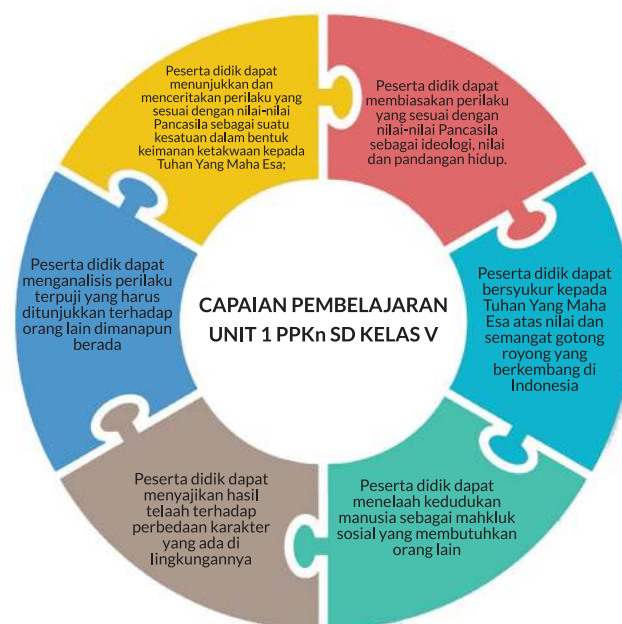 Peserta didik dapat
menunjukkan dan
menceritakan perilaku yang
sesuai dengan nilai-nilai
Pancasila sebagai suatu
kesatuan dalam bentuk
keimanan ketakwaan kepada
Tuhan Yang Maha Esa;
Peserta didik dapat
membiasakan perilaku
yang sesuai dengan
nilai-nilai Pancasila
sebagai ideologi, nilai
dan pandangan hidup.
Peserta didik dapat
bersyukur kepada
Tuhan Yang Maha
Esa atas nilai dan
semangat gotong
royong yang
berkembang di
Indonesia
Peserta didik dapat
menelaah kedudukan
manusia sebagai mahkluk
sosial yang membutuhkan
orang lain
Peserta didik dapat
menyajikan hasil
telaah terhadap
perbedaan karakter
yang ada di
lingkungannya
Peserta didik dapat
menganalisis perilaku
terpuji yang harus
ditunjukkan terhadap
orang lain dimanapun
berada
CAPAIAN PEMBELAJARAN
UNIT 1 PPKn SD KELAS V